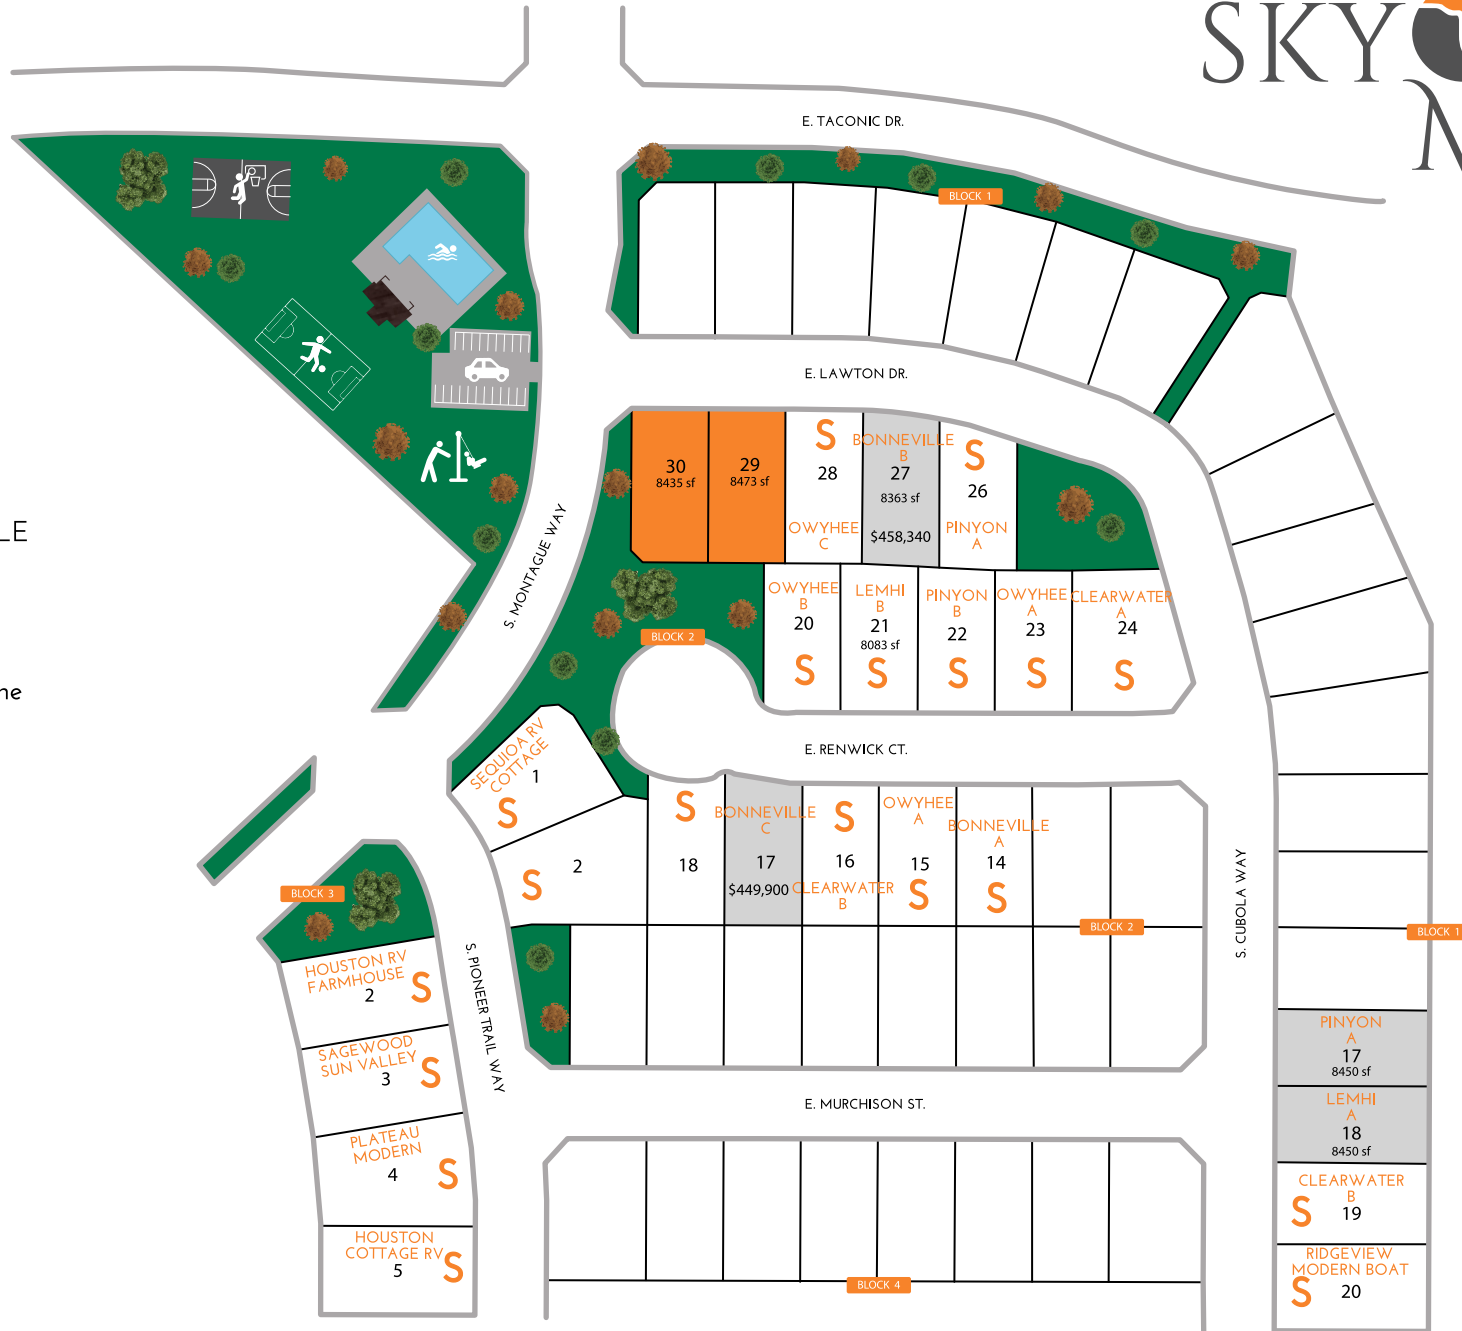 SKY
M
E. TACONIC DR.
BLOCK 1
E. LAWTON DR.
30
8435 sf
29
8473 sf
S
28
OWYHEE
C
BONNEVILLE
B
27
8363 sf
$458,340
S
26
PINYON
A
LE
S. MONTAGUE WAY
OWYHEE
B
20
S
LEMHI
B
21
8083 sf
S
PINYON
B
22
S
OWYHEE
A
23
S
CLEARWATER
A
24
S
BLOCK 2
ne
E. RENWICK CT.
SEQUIOA RV
COTTAGE
1
S
2
S
S
18
BONNEVILLE
C
17
$449,900
S
16
CLEARWATER
B
OWYHEE
A
15
S
BONNEVILLE
A
14
S
BLOCK 2
S. CUBOLA WAY
BLOCK 1
BLOCK 3
HOUSTON RV
FARMHOUSE
2
S
SAGEWOOD
SUN VALLEY
3
S
PLATEAU
MODERN
4
S
HOUSTON
COTTAGE RV
5
S
S. PIONEER TRAIL WAY
E. MURCHISON ST.
PINYON
A
17
8450 sf
LEMHI
A
18
8450 sf
CLEARWATER
B
19
S
RIDGEVIEW
MODERN BOAT
20
S
BLOCK 4